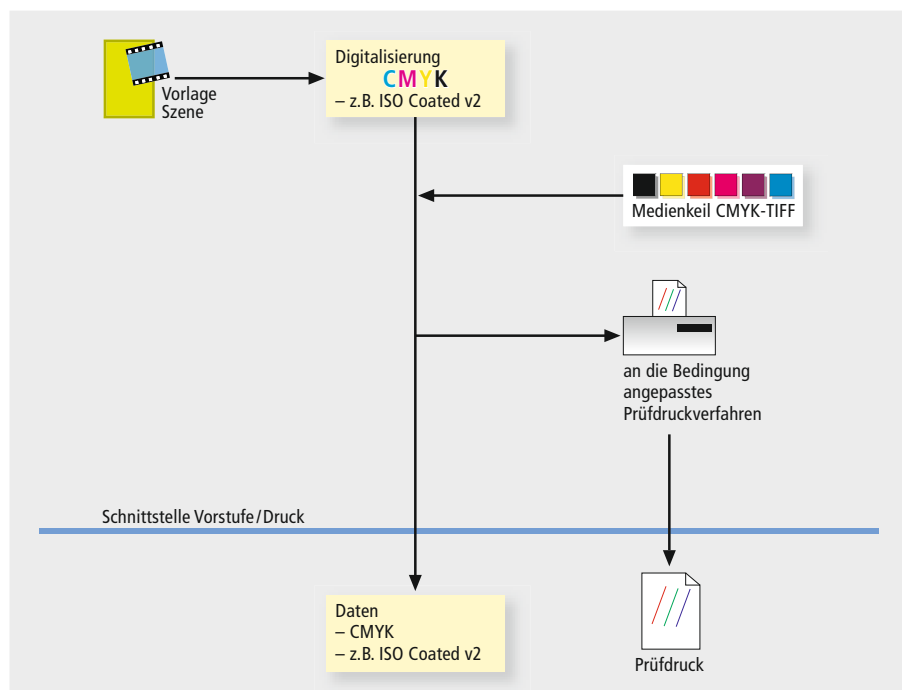 Vorlage
Szene
Digitalisierung
CMYK
– z.B. ISO Coated v2
Medienkeil CMYK-TIFF
an die Bedingung
angepasstes
Prüfdruckverfahren
Schnittstelle Vorstufe/Druck
Daten
– CMYK
– z.B. ISO Coated v2
Prüfdruck